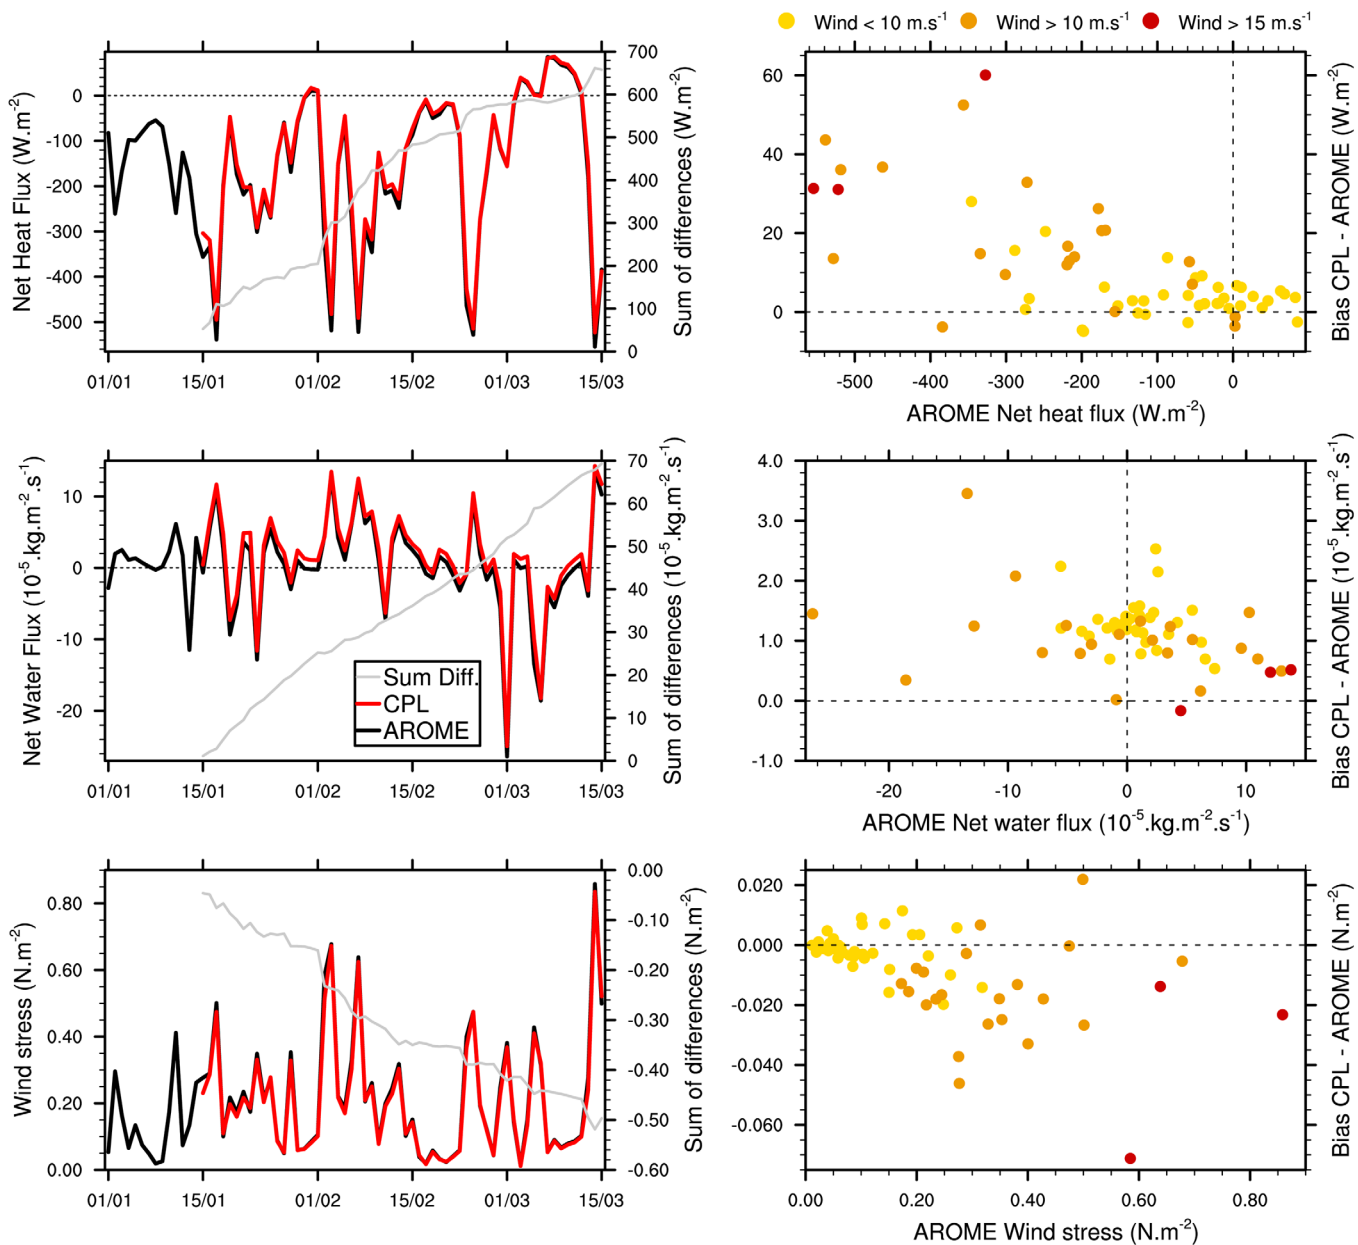 Wind < 10 m.s-1 Wind > 10 m.s-1 Wind > 15 m.s-1
Net Heat Flux (W.m-2)
0
-100
-200
-300
-400
-500
700
600
500
400
300
200
100
0
Sum of differences (W.m-2)
01/01 15/01 01/02 15/02 01/03 15/03
60
40
20
0
Bias CPL - AROME (W.m-2)
-500 -400 -300 -200 -100 0
AROME Net heat flux (W.m-2)
Net Water Flux (10-5.kg.m-2.s-1)
10
0
-10
-20
Sum Diff.
CPL
AROME
70
60
50
40
30
20
10
0
Sum of differences (10-5.kg.m-2.s-1)
01/01 15/01 01/02 15/02 01/03 15/03
4.0
3.0
2.0
1.0
0.0
-1.0
Bias CPL - AROME (10-5.kg.m-2.s-1)
-20 -10 0 10
AROME Net water flux (10-5.kg.m-2.s-1)
Wind stress (N.m-2)
0.80
0.60
0.40
0.20
0.00
0.00
-0.10
-0.20
-0.30
-0.40
-0.50
-0.60
Sum of differences (N.m-2)
01/01 15/01 01/02 15/02 01/03 15/03
0.020
0.000
-0.020
-0.040
-0.060
Bias CPL - AROME (N.m-2)
0.00 0.20 0.40 0.60 0.80
AROME Wind stress (N.m-2)